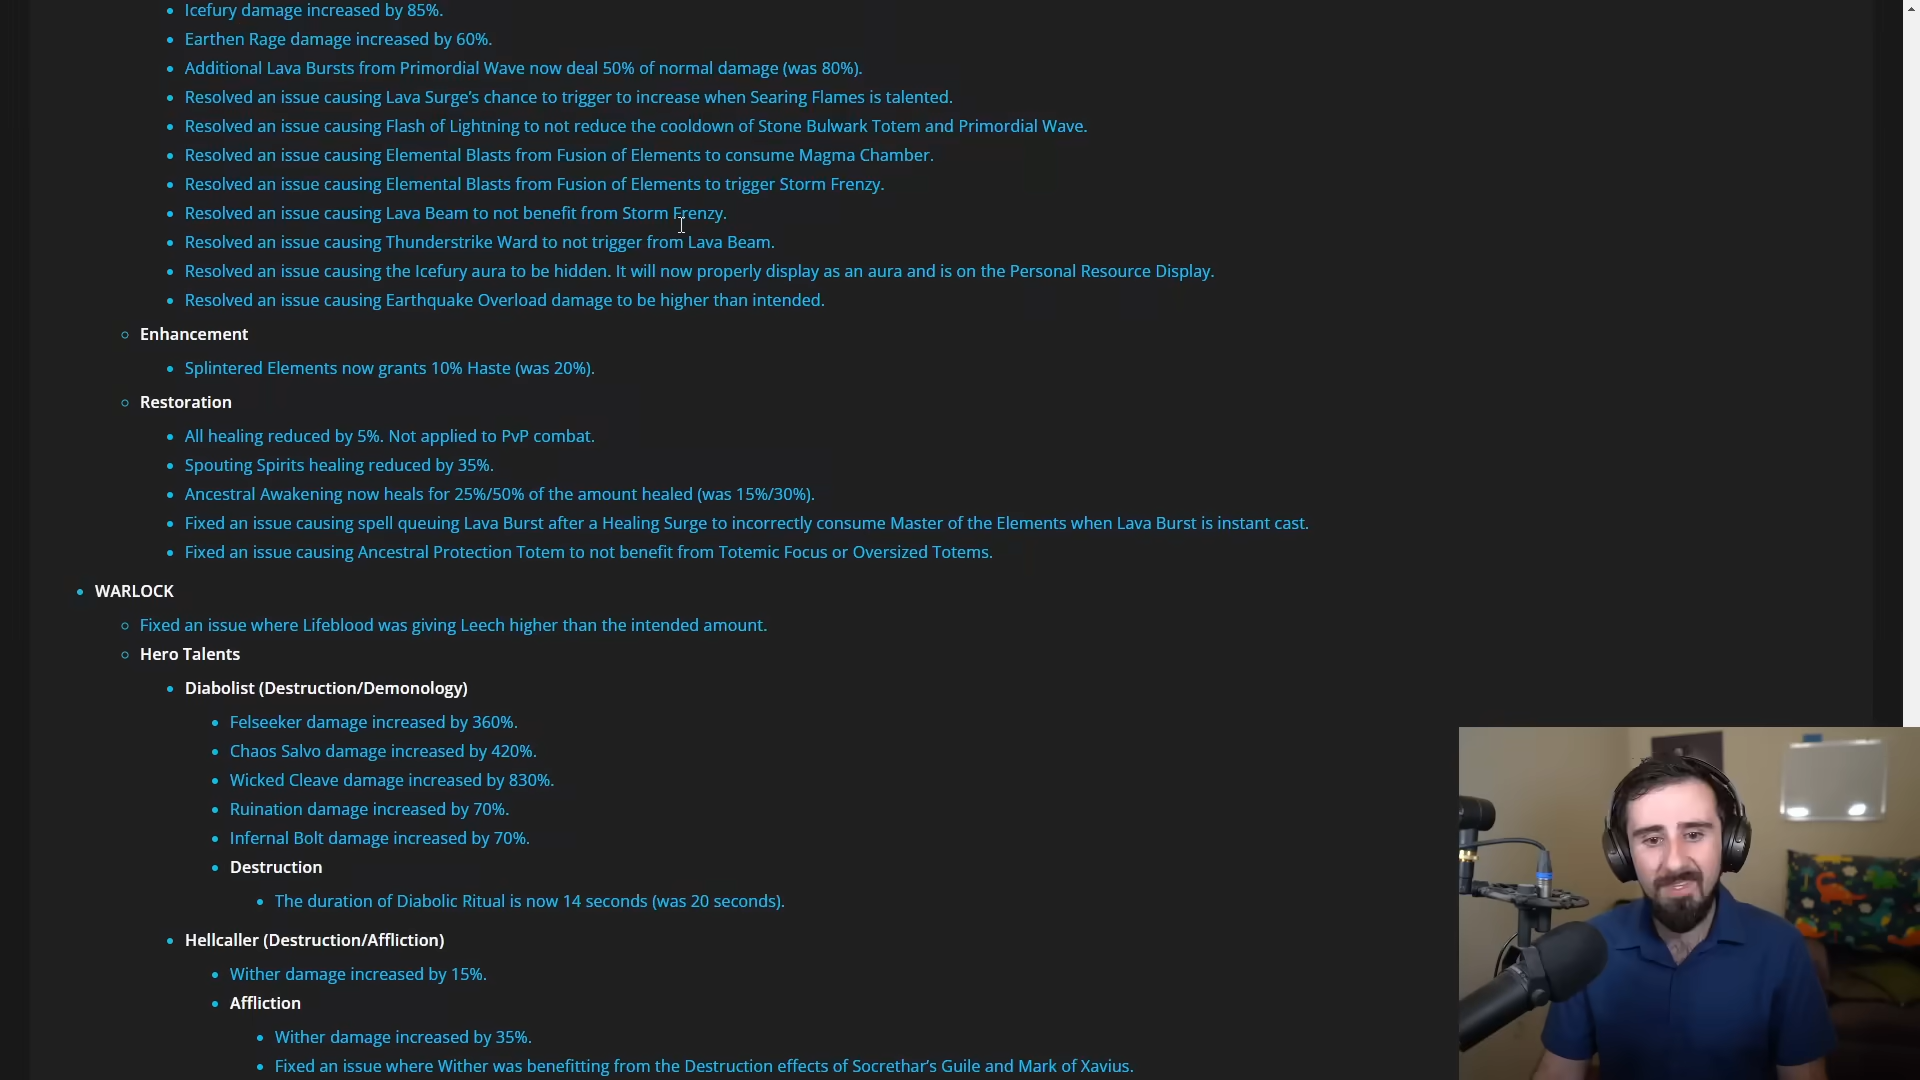 Icefury damage increased by 85%.
Earthen Rage damage increased by 60%.
Additional Lava Bursts from Primordial Wave now deal 50% of normal damage (was 80%).
Resolved an issue causing Lava Surge's chance to trigger to increase when Searing Flames is talented.
Resolved an issue causing Flash of Lightning to not reduce the cooldown of Stone Bulwark Totem and Primordial Wave.
Resolved an issue causing Elemental Blasts from Fusion of Elements to consume Magma Chamber.
Resolved an issue causing Elemental Blasts from Fusion of Elements to trigger Storm Frenzy.
Resolved an issue causing Lava Beam to not benefit from Storm Frenzy.
Resolved an issue causing Thunderstrike Ward to not trigger from Lava Beam.
Resolved an issue causing the Icefury aura to be hidden. It will now properly display as an aura and is on the Personal Resource Display.
Resolved an issue causing Earthquake Overload damage to be higher than intended.
Enhancement
Splintered Elements now grants 10% Haste (was 20%).
Restoration
All healing reduced by 5%. Not applied to PvP combat.
Spouting Spirits healing reduced by 35%.
Ancestral Awakening now heals for 25%/50% of the amount healed (was 15%/30%).
Fixed an issue causing spell queuing Lava Burst after a Healing Surge to incorrectly consume Master of the Elements when Lava Burst is instant cast.
Fixed an issue causing Ancestral Protection Totem to not benefit from Totemic Focus or Oversized Totems.
WARLOCK
Fixed an issue where Lifeblood was giving Leech higher than the intended amount.
Hero Talents
Diabolist (Destruction/Demonology)
Felseeker damage increased by 360%.
Chaos Salvo damage increased by 420%.
Wicked Cleave damage increased by 830%.
Ruination damage increased by 70%.
Infernal Bolt damage increased by 70%.
Destruction
The duration of Diabolic Ritual is now 14 seconds (was 20 seconds).
Hellcaller (Destruction/Affliction)
Wither damage increased by 15%.
Affliction
Wither damage increased by 35%.
Fixed an issue where Wither was benefitting from the Destruction effects of Socrethar's Guile and Mark of Xavius.